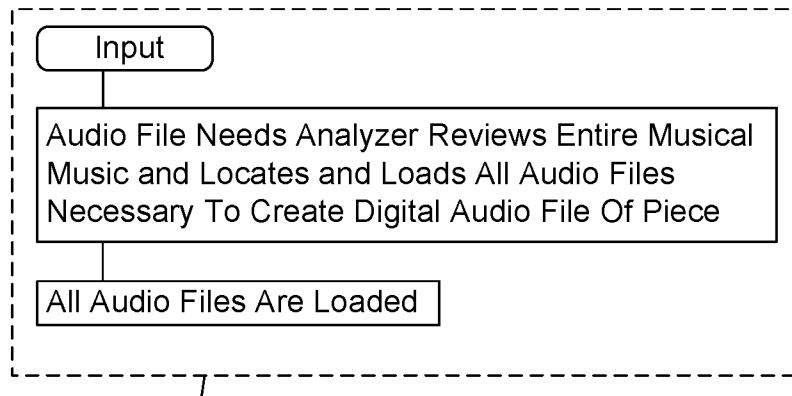 Input
Audio File Needs Analyzer Reviews Entire Musical
Music and Locates and Loads All Audio Files
Necessary To Create Digital Audio File Of Piece
All Audio Files Are Loaded